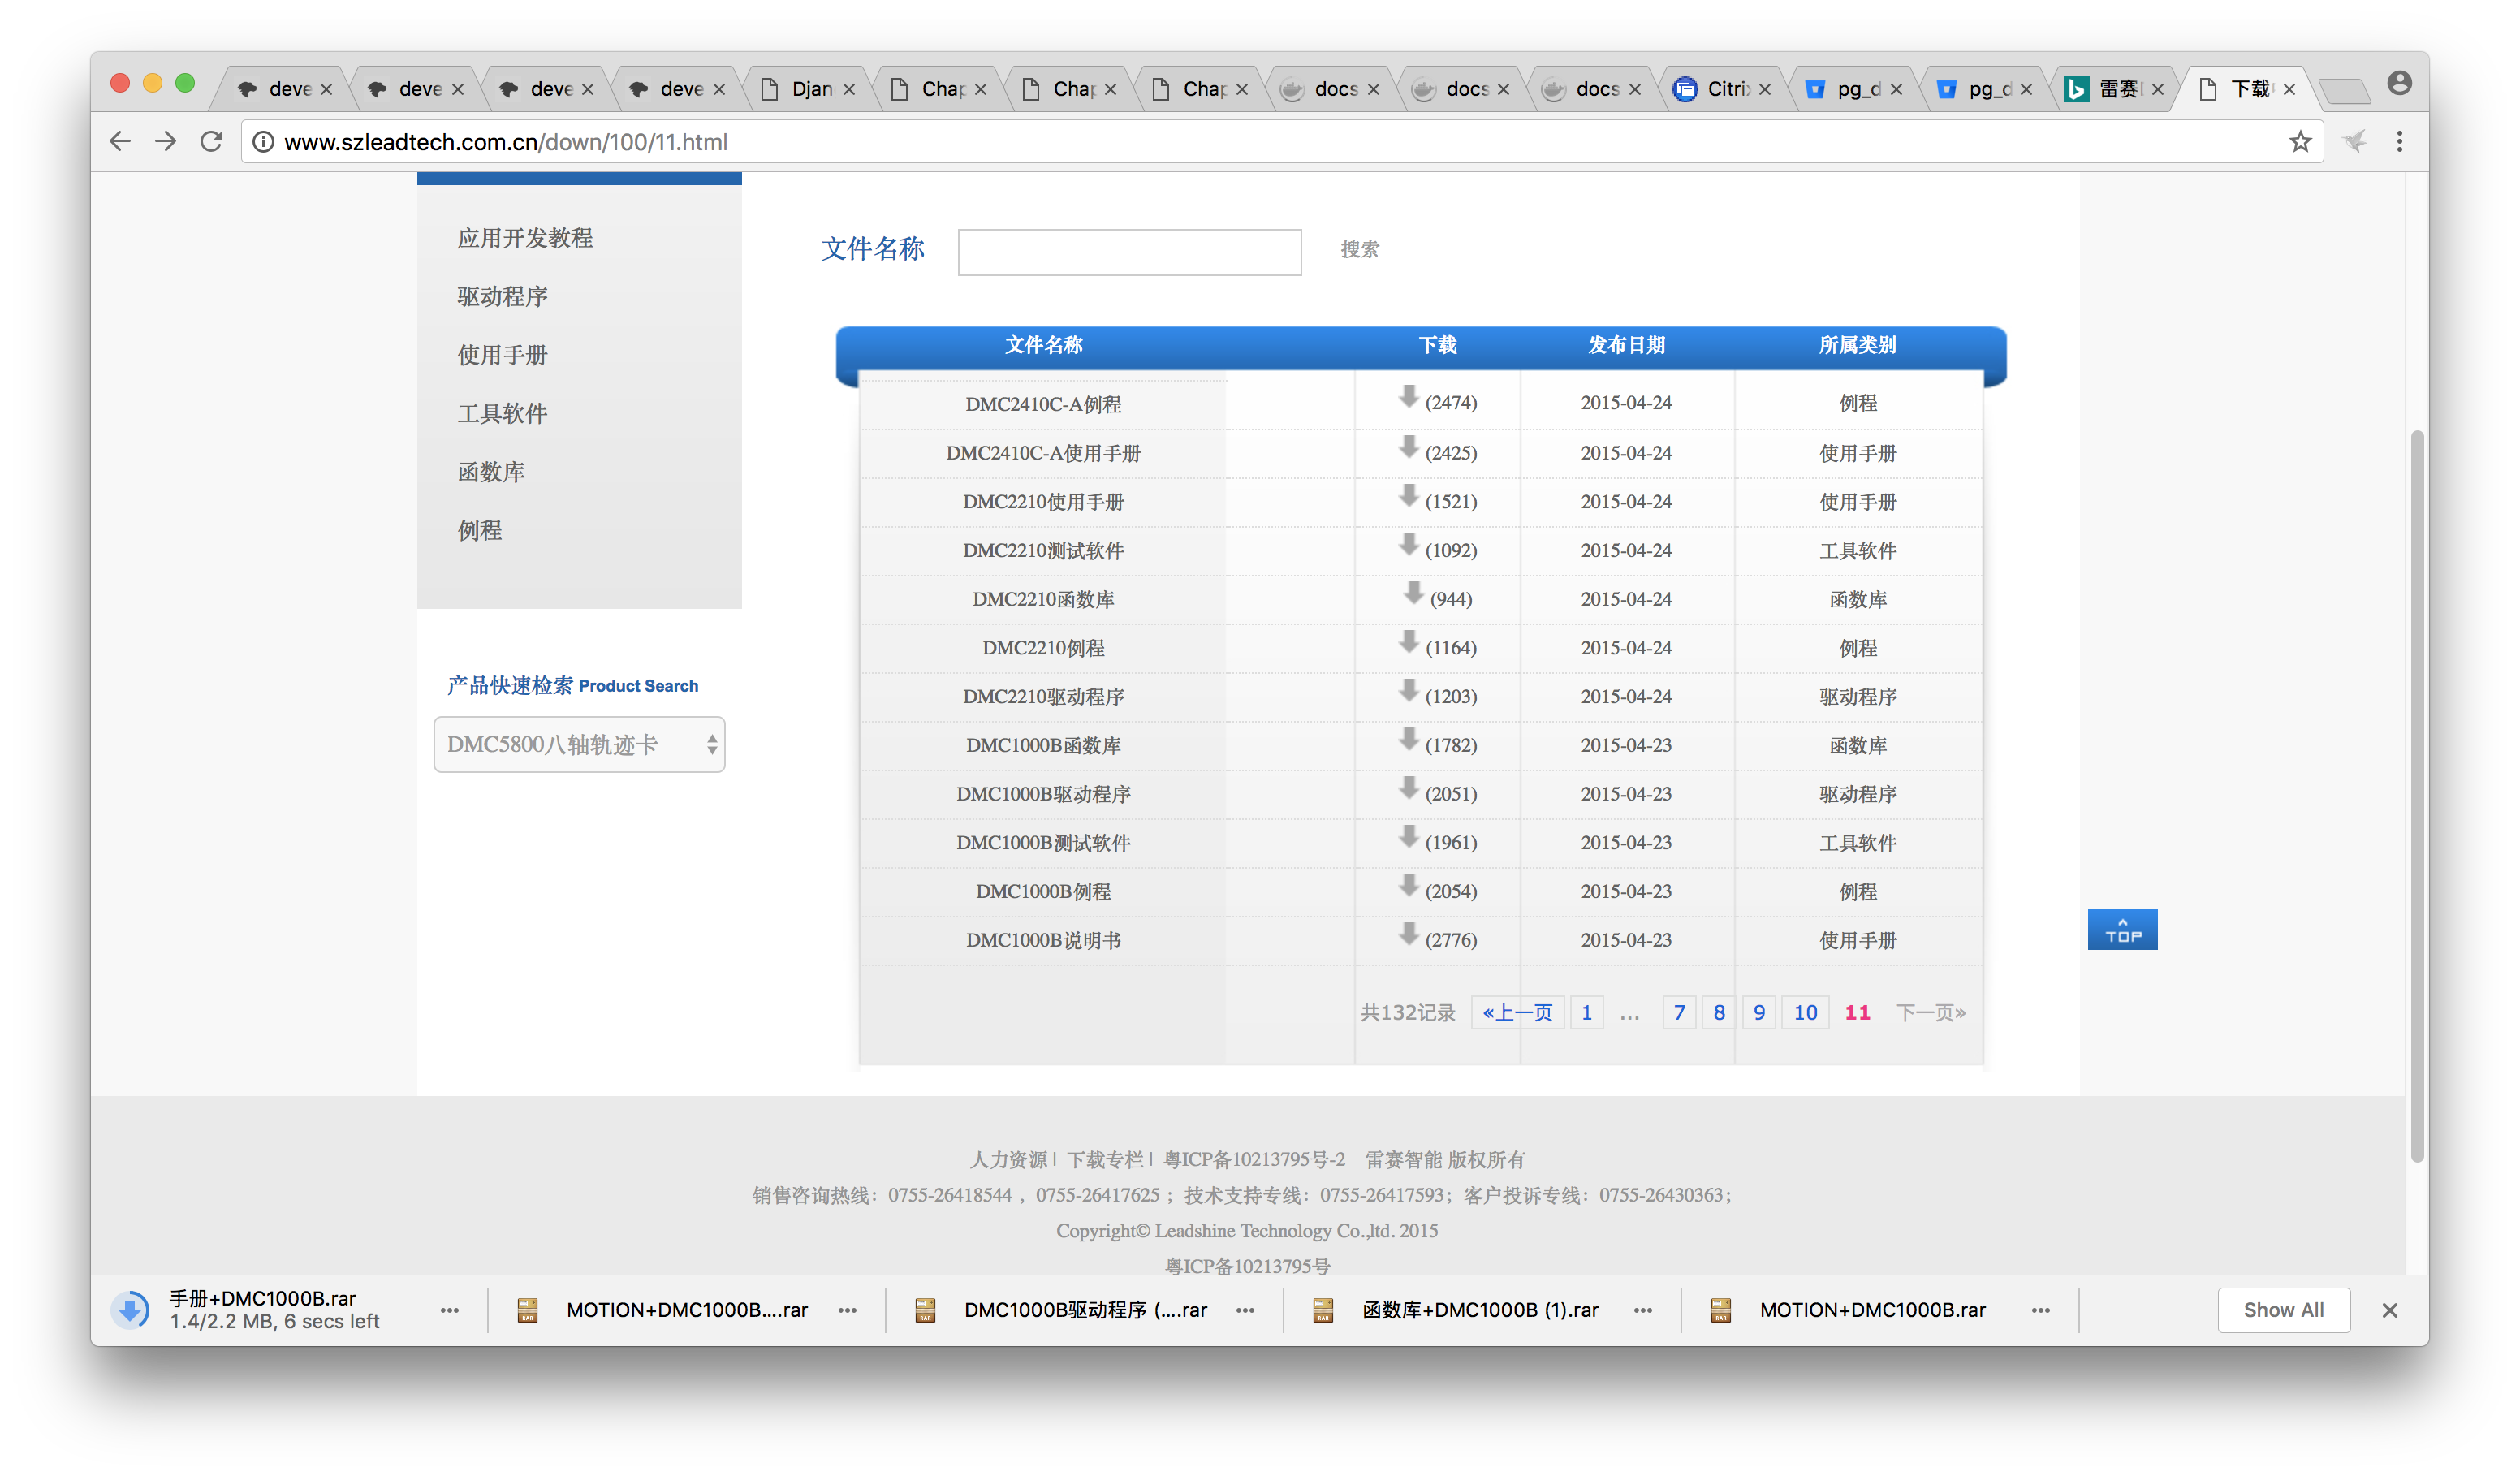 deve deve deve deve Djan Chap Chap Chap docs docs docs Citrix pg_d pg_d 雷赛 下载
www.szleadtech.com.cn/down/100/11.html
应用开发教程
驱动程序
使用手册
工具软件
函数库
例程
产品快速检索 Product Search
DMC5800八轴轨迹卡
文件名称 搜索
文件名称 下载 发布日期 所属类别
DMC2410C-A例程 (2474) 2015-04-24 例程
DMC2410C-A使用手册 (2425) 2015-04-24 使用手册
DMC2210使用手册 (1521) 2015-04-24 使用手册
DMC2210测试软件 (1092) 2015-04-24 工具软件
DMC2210函数库 (944) 2015-04-24 函数库
DMC2210例程 (1164) 2015-04-24 例程
DMC2210驱动程序 (1203) 2015-04-24 驱动程序
DMC1000B函数库 (1782) 2015-04-23 函数库
DMC1000B驱动程序 (2051) 2015-04-23 驱动程序
DMC1000B测试软件 (1961) 2015-04-23 工具软件
DMC1000B例程 (2054) 2015-04-23 例程
DMC1000B说明书 (2776) 2015-04-23 使用手册
共132记录 «上一页 1 ... 7 8 9 10 11 下一页»
TOP
人力资源 | 下载专栏 | 粤ICP备10213795号-2 雷赛智能 版权所有
销售咨询热线：0755-26418544 ，0755-26417625 ；技术支持专线：0755-26417593；客户投诉专线：0755-26430363；
Copyright© Leadshine Technology Co.,ltd. 2015
粤ICP备10213795号
手册+DMC1000B.rar
1.4/2.2 MB, 6 secs left
MOTION+DMC1000B....rar
DMC1000B驱动程序 (....rar
函数库+DMC1000B (1).rar
MOTION+DMC1000B.rar
Show All